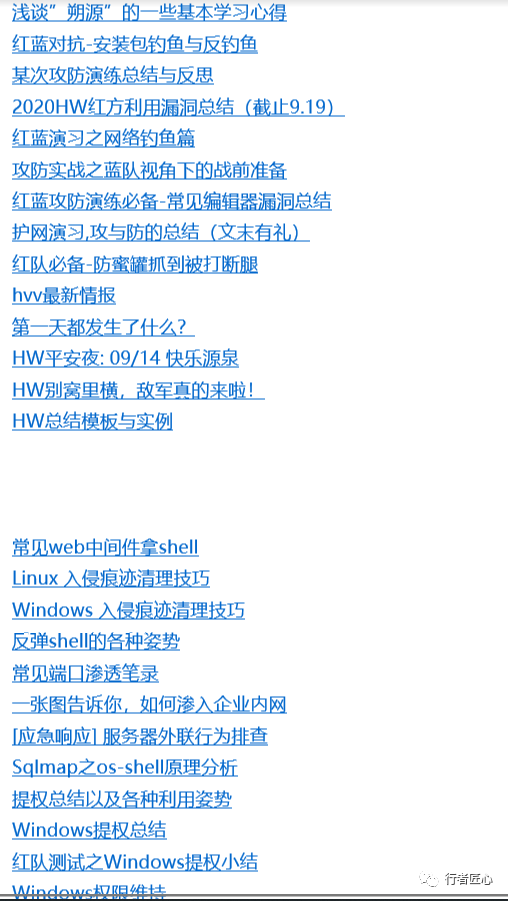 浅谈”朔源”的一些基本学习心得
红蓝对抗-安装包钓鱼与反钓鱼
某次攻防演练总结与反思
2020HW红方利用漏洞总结（截止9.19）
红蓝演习之网络钓鱼篇
攻防实战之蓝队视角下的战前准备
红蓝攻防演练必备-常见编辑器漏洞总结
护网演习,攻与防的总结（文末有礼）
红队必备-防蜜罐抓到被打断腿
hvv最新情报
第一天都发生了什么？
HW平安夜: 09/14 快乐源泉
HW别窝里横，敌军真的来啦！
HW总结模板与实例
常见web中间件拿shell
Linux 入侵痕迹清理技巧
Windows 入侵痕迹清理技巧
反弹shell的各种姿势
常见端口渗透笔录
一张图告诉你，如何渗入企业内网
[应急响应] 服务器外联行为排查
Sqlmap之os-shell原理分析
提权总结以及各种利用姿势
Windows提权总结
红队测试之Windows提权小结
Windows权限维持
行者匠心